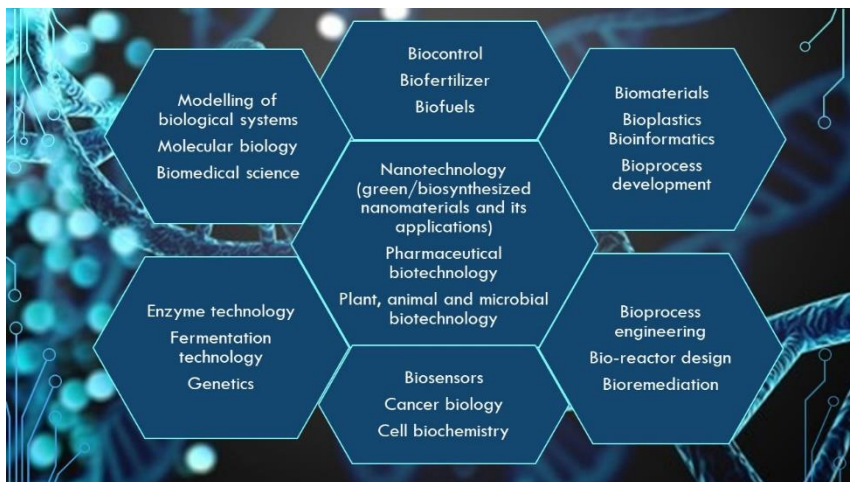 Biocontrol
Biofertilizer
Biofuels
Modelling of
biological systems
Molecular biology
Biomedical science
Biomaterials
Bioplastics
Bioinformatics
Bioprocess
development
Nanotechnology
(green/biosynthesized
nanomaterials and its
applications)
Pharmaceutical
biotechnology
Plant, animal and microbial
biotechnology
Enzyme technology
Fermentation
technology
Genetics
Bioprocess
engineering
Bio-reactor design
Bioremediation
Biosensors
Cancer biology
Cell biochemistry